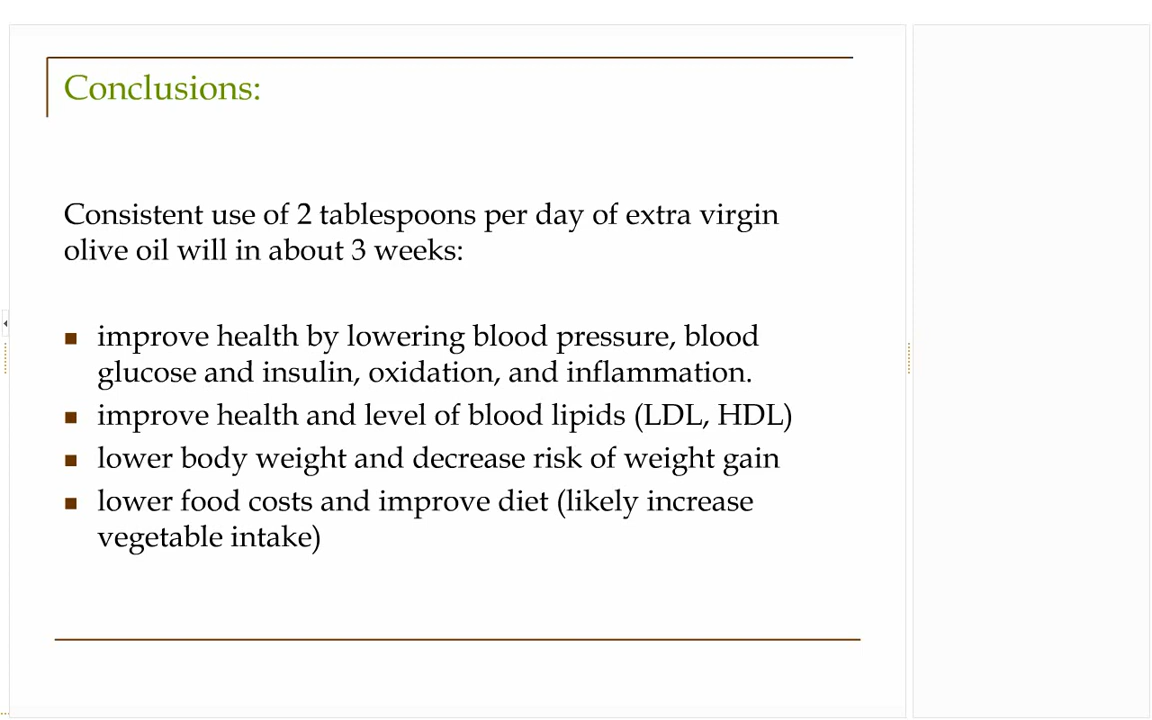 Conclusions:
Consistent use of 2 tablespoons per day of extra virgin
olive oil will in about 3 weeks:
improve health by lowering blood pressure, blood
glucose and insulin, oxidation, and inflammation.
improve health and level of blood lipids (LDL, HDL)
lower body weight and decrease risk of weight gain
lower food costs and improve diet (likely increase
vegetable intake)